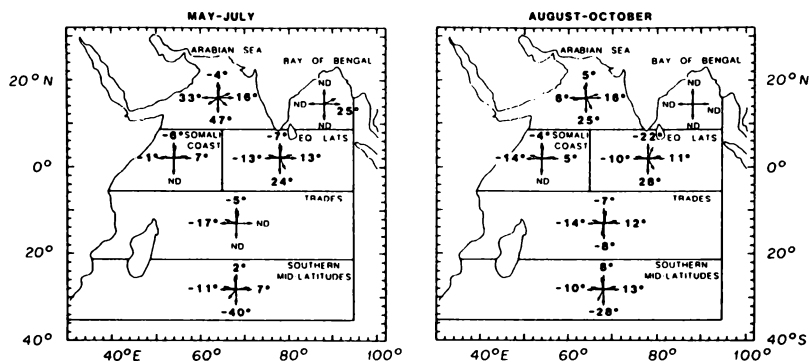 MAY-JULY
ARABIAN SEA
BAY OF BENGAL
20°N
-4°
ND
33° 16°
ND 25°
47°
ND
-6° SOMALI COAST
-7° EQ LATS
0°
-1° 7°
-13° 13°
ND
24°
-5° TRADES
-17° ND
ND
20°
2° SOUTHERN MID-LATITUDES
-11° 7°
-40°
40°
40°E 60° 80° 100°
AUGUST-OCTOBER
ARABIAN SEA
BAY OF BENGAL
20°N
5°
ND
6° 16°
ND ND
25°
ND
-4° SOMALI COAST
-22° EQ LATS
0°
-14° 5°
-10° 11°
ND
28°
-7° TRADES
-14° 12°
-8°
20°
6° SOUTHERN MID-LATITUDES
-10° 13°
-28°
40°S
40° 60° 80° 100°